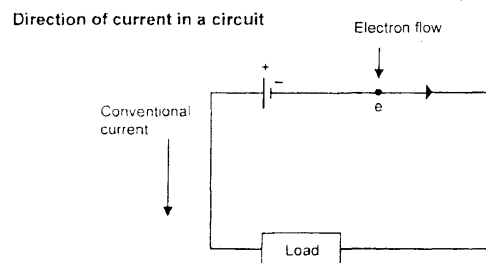 Direction of current in a circuit
Electron flow
+
−
e
Conventional
current
Load